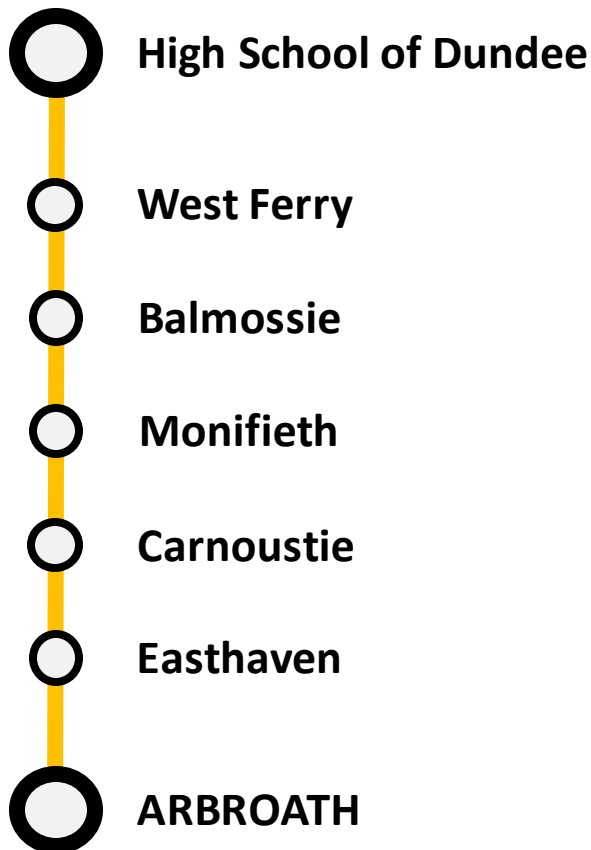 High School of Dundee
West Ferry
Balmossie
Monifieth
Carnoustie
Easthaven
ARBROATH